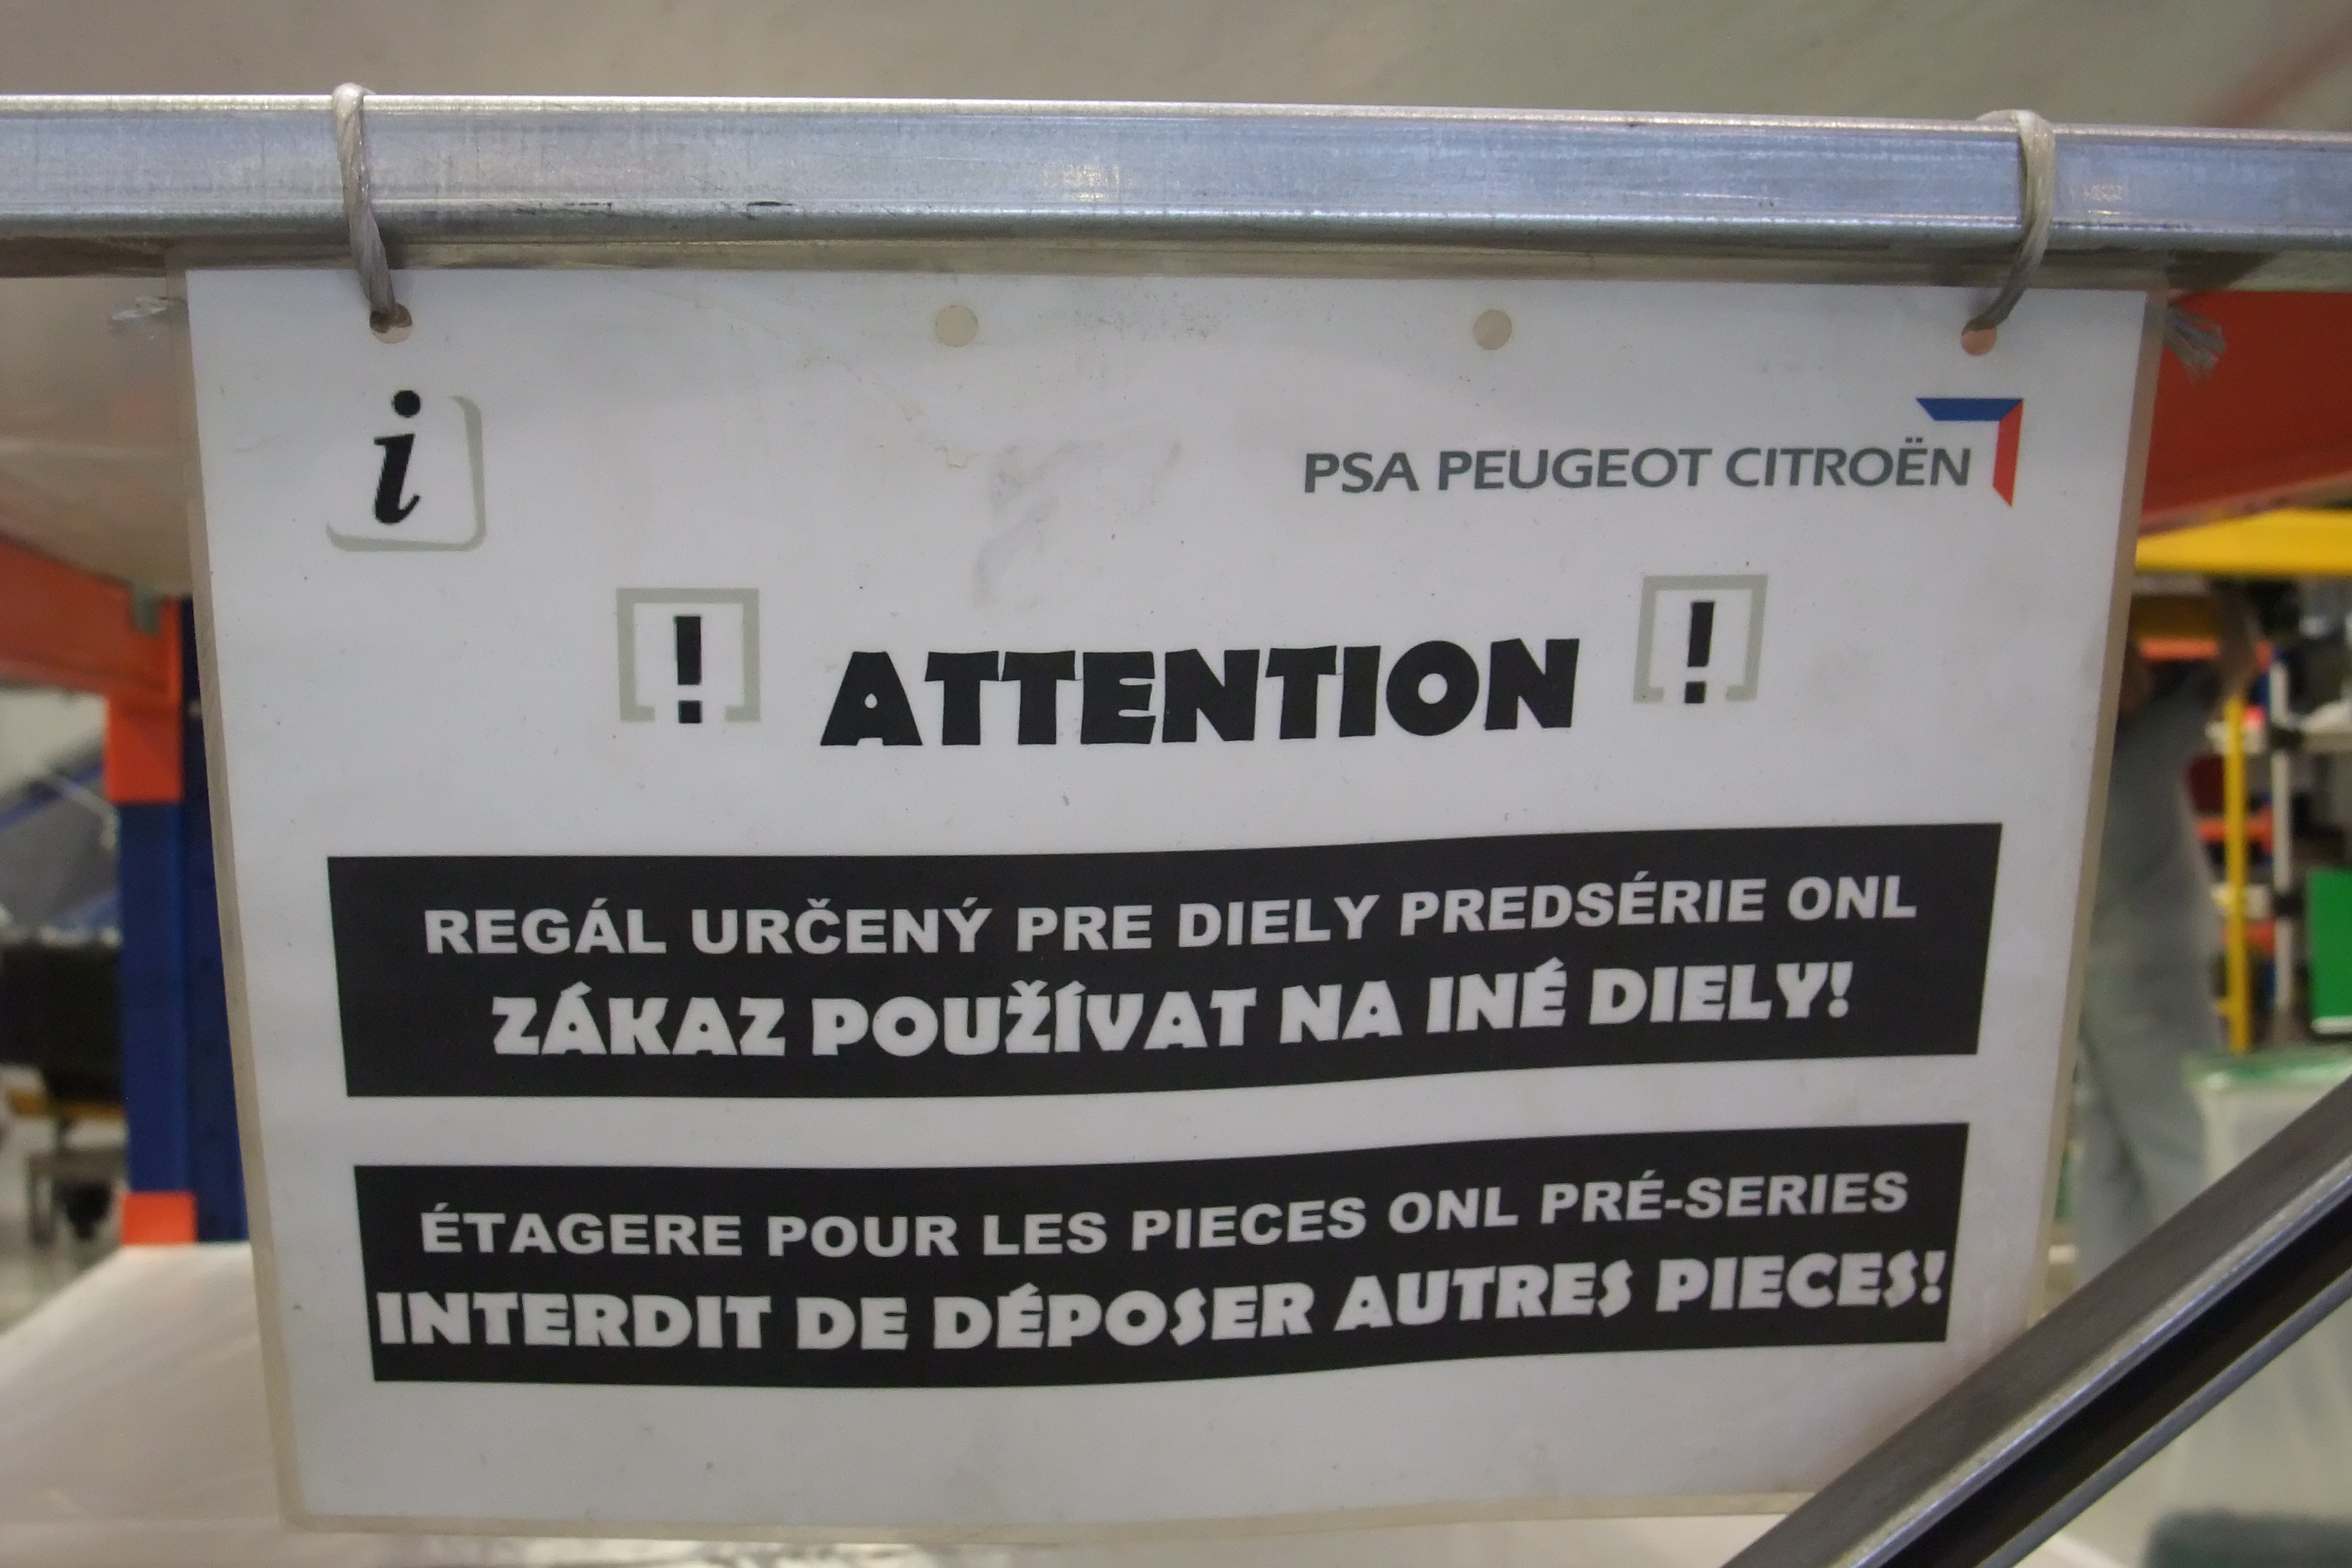 i
PSA PEUGEOT CITROËN
! ATTENTION !
REGÁL URČENÝ PRE DIELY PREDSÉRIE ONL
ZÁKAZ POUŽÍVAT NA INÉ DIELY!
ÉTAGERE POUR LES PIECES ONL PRÉ-SERIES
INTERDIT DE DÉPOSER AUTRES PIECES!